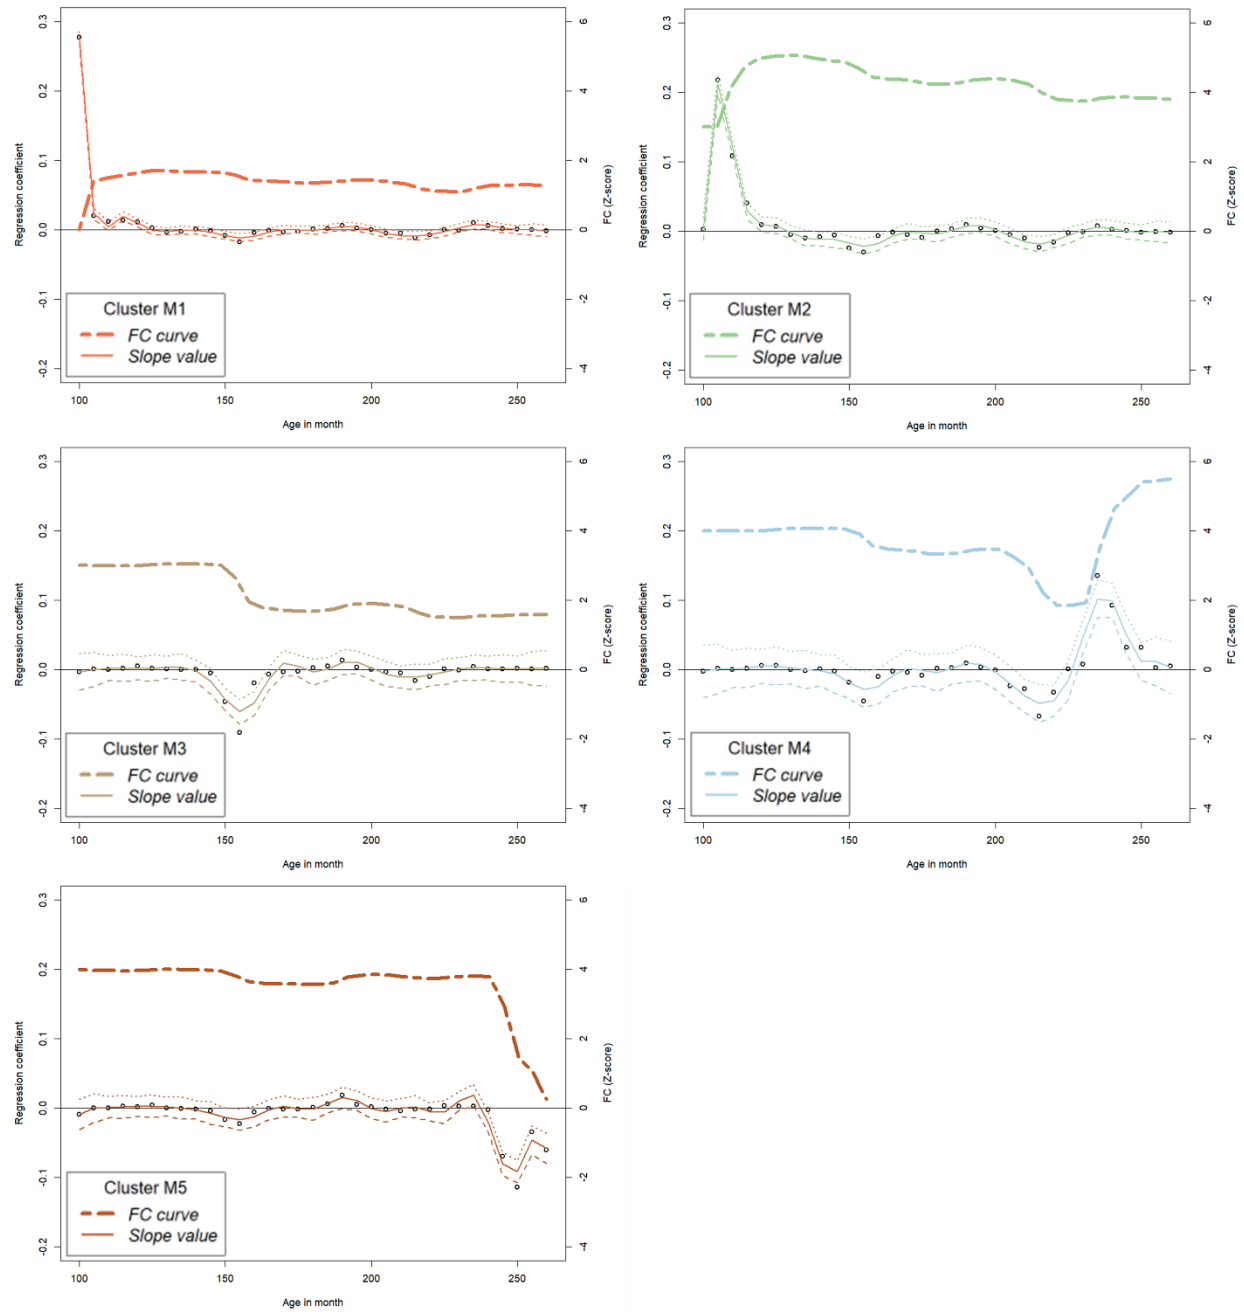 0.3
0.2
0.1
0.0
-0.1
-0.2
Regression coefficient
6
4
2
0
-2
-4
FC (Z-score)
Cluster M1
FC curve
Slope value
100
150
200
250
Age in month
0.3
0.2
0.1
0.0
-0.1
-0.2
Regression coefficient
6
4
2
0
-2
-4
FC (Z-score)
Cluster M2
FC curve
Slope value
100
150
200
250
Age in month
0.3
0.2
0.1
0.0
-0.1
-0.2
Regression coefficient
6
4
2
0
-2
-4
FC (Z-score)
Cluster M3
FC curve
Slope value
100
150
200
250
Age in month
0.3
0.2
0.1
0.0
-0.1
-0.2
Regression coefficient
6
4
2
0
-2
-4
FC (Z-score)
Cluster M4
FC curve
Slope value
100
150
200
250
Age in month
0.3
0.2
0.1
0.0
-0.1
-0.2
Regression coefficient
6
4
2
0
-2
-4
FC (Z-score)
Cluster M5
FC curve
Slope value
100
150
200
250
Age in month